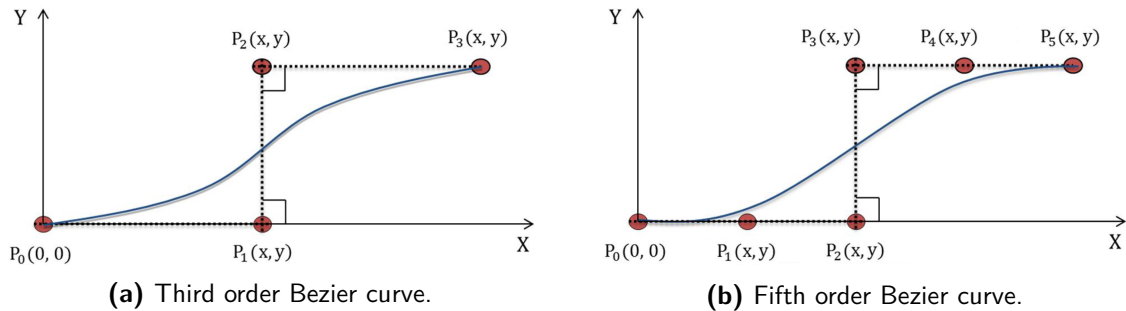 Y
P₂(x, y)
P₃(x, y)
P₀(0, 0)
P₁(x, y)
X
(a) Third order Bezier curve.
Y
P₃(x, y)
P₄(x, y)
P₅(x, y)
P₀(0, 0)
P₁(x, y)
P₂(x, y)
X
(b) Fifth order Bezier curve.